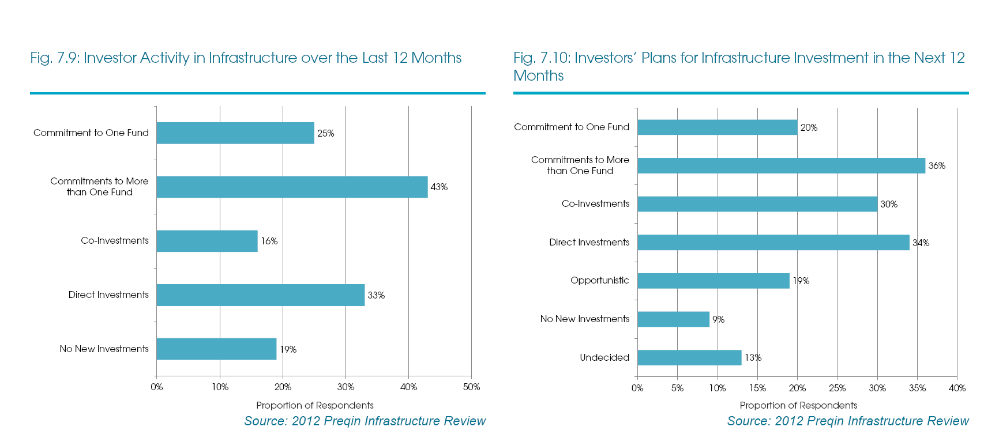 Fig. 7.9: Investor Activity in Infrastructure over the Last 12 Months
Commitment to One Fund
25%
Commitments to More
than One Fund
43%
Co-Investments
16%
Direct Investments
33%
No New Investments
19%
0% 10% 20% 30% 40% 50%
Proportion of Respondents
Source: 2012 Preqin Infrastructure Review
Fig. 7.10: Investors' Plans for Infrastructure Investment in the Next 12
Months
Commitment to One Fund
20%
Commitments to More
than One Fund
36%
Co-Investments
30%
Direct Investments
34%
Opportunistic
19%
No New Investments
9%
Undecided
13%
0% 5% 10% 15% 20% 25% 30% 35% 40%
Proportion of Respondents
Source: 2012 Preqin Infrastructure Review